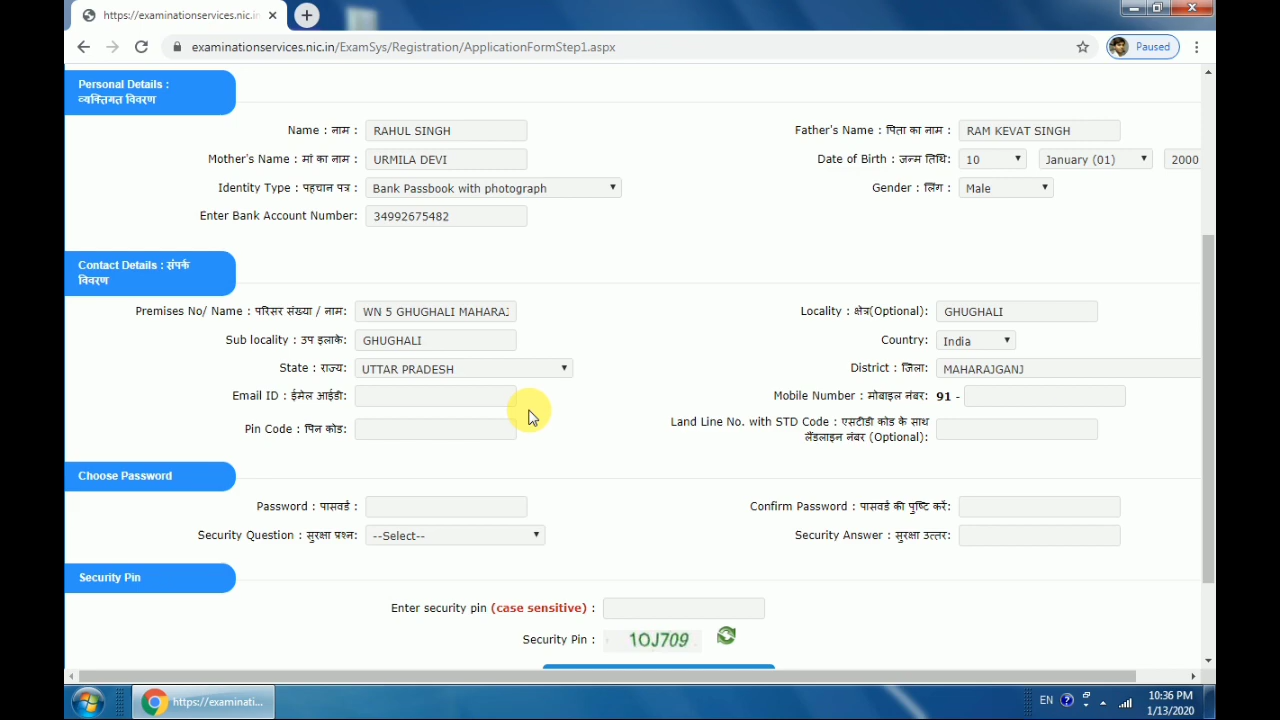 https://examinationservices.nic.in
examinationservices.nic.in/ExamSys/Registration/ApplicationFormStep1.aspx
Paused
Personal Details :
व्यक्तिगत विवरण
Name : नाम : RAHUL SINGH
Father's Name : पिता का नाम : RAM KEVAT SINGH
Mother's Name : मां का नाम : URMILA DEVI
Date of Birth : जन्म तिथि: 10 January (01) 2000
Identity Type : पहचान पत्र : Bank Passbook with photograph
Gender : लिंग : Male
Enter Bank Account Number: 34992675482
Contact Details : संपर्क
विवरण
Premises No/ Name : परिसर संख्या / नाम: WN 5 GHUGHALI MAHARAJ
Locality : क्षेत्र(Optional): GHUGHALI
Sub locality : उप इलाके: GHUGHALI
Country: India
State : राज्य: UTTAR PRADESH
District : जिला: MAHARAJGANJ
Email ID : ईमेल आईडी:
Mobile Number : मोबाइल नंबर: 91 -
Pin Code : पिन कोड:
Land Line No. with STD Code : एसटीडी कोड के साथ
लैंडलाइन नंबर (Optional):
Choose Password
Password : पासवर्ड :
Confirm Password : पासवर्ड की पुष्टि करें:
Security Question : सुरक्षा प्रश्न: --Select--
Security Answer : सुरक्षा उत्तर:
Security Pin
Enter security pin (case sensitive) :
Security Pin : 1OJ709
https://examinati...
EN
10:36 PM
1/13/2020